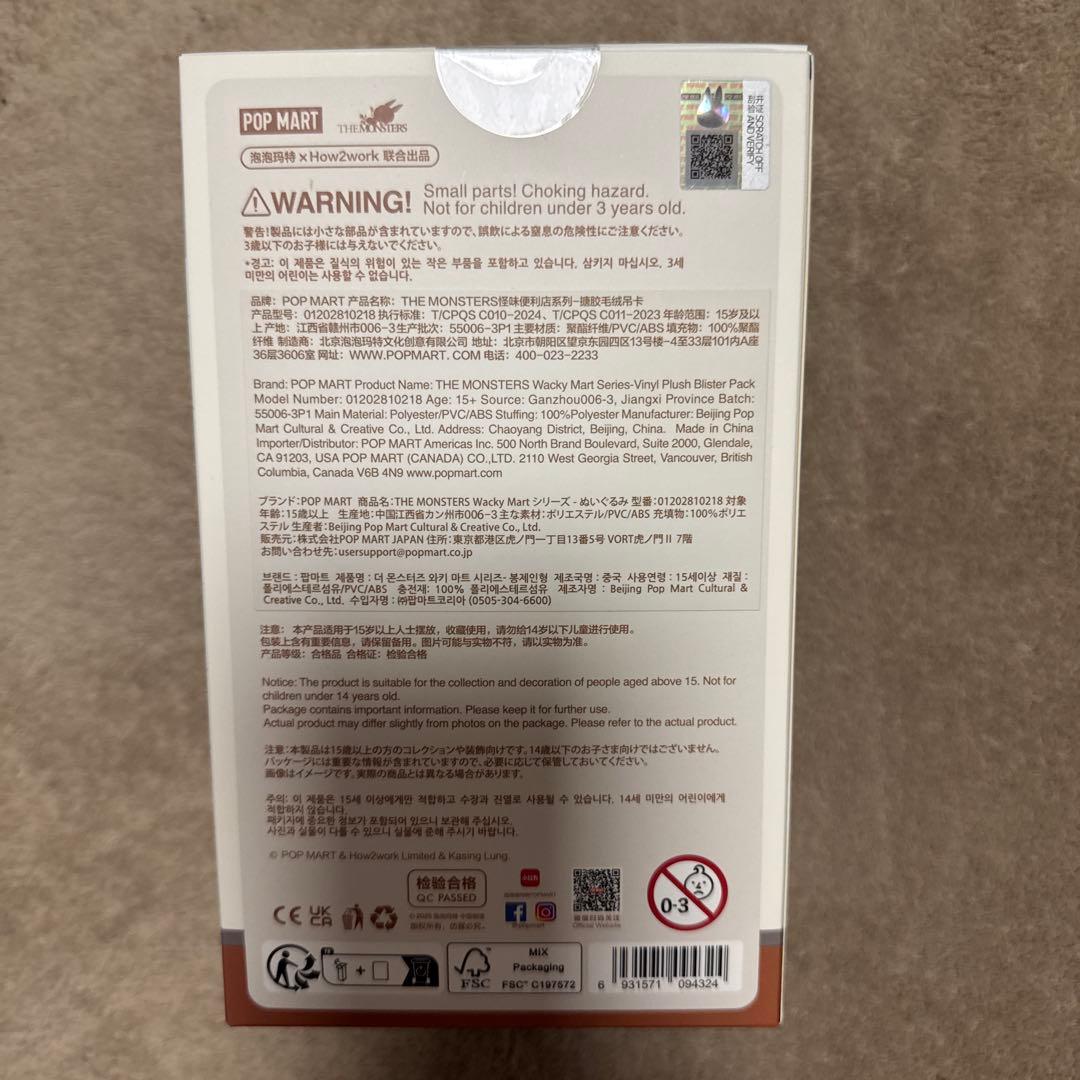 POP MART
THE MONSTERS
泡泡玛特 × How2work 联合出品
SCRATCH OFF
AND VERIFY
WARNING!
Small parts! Choking hazard.
Not for children under 3 years old.
警告!製品には小さな部品が含まれていますので、誤飲による窒息の危険性にご注意ください。
3歳以下のお子様には与えないでください。
*경고: 이 제품은 질식의 위험이 있는 작은 부품을 포함하고 있습니다. 삼키지 마십시오. 3세
미만의 어린이는 사용할 수 없습니다.
品牌：POP MART 产品名称：THE MONSTERS怪味便利店系列-搪胶毛绒吊卡
产品型号：01202810218 执行标准：T/CPQS C010-2024、T/CPQS C011-2023 年龄范围：15岁及以
上 产地：江西省赣州市006-3 生产批次：55006-3P1 主要材质：聚酯纤维/PVC/ABS 填充物：100%聚酯
纤维 制造商：北京泡泡玛特文化创意有限公司 地址：北京市朝阳区望京东园四区13号楼-4至33层101内A座
36层3606室 网址：WWW.POPMART.COM 电话：400-023-2233
Brand: POP MART Product Name: THE MONSTERS Wacky Mart Series-Vinyl Plush Blister Pack
Model Number: 01202810218 Age: 15+ Source: Ganzhou006-3, Jiangxi Province Batch:
55006-3P1 Main Material: Polyester/PVC/ABS Stuffing: 100%Polyester Manufacturer: Beijing Pop
Mart Cultural & Creative Co., Ltd. Address: Chaoyang District, Beijing, China. Made in China
Importer/Distributor: POP MART Americas Inc. 500 North Brand Boulevard, Suite 2000, Glendale,
CA 91203, USA POP MART (CANADA) CO.,LTD. 2110 West Georgia Street, Vancouver, British
Columbia, Canada V6B 4N9 www.popmart.com
ブランド：POP MART 商品名：THE MONSTERS Wacky Mart シリーズ - ぬいぐるみ 型番：01202810218 対象
年齢：15歳以上 生産地：中国江西省カン州市006-3 主な素材：ポリエステル/PVC/ABS 充填物：100%ポリエ
ステル 生産者：Beijing Pop Mart Cultural & Creative Co., Ltd.
販売元：株式会社POP MART JAPAN 住所：東京都港区虎ノ門一丁目13番5号 VORT虎ノ門Ⅱ 7階
お問い合わせ先：usersupport@popmart.co.jp
브랜드 : 팝마트 제품명 : 더 몬스터즈 와키 마트 시리즈- 봉제인형 제조국명 : 중국 사용연령 : 15세이상 재질 :
폴리에스테르섬유/PVC/ABS 충전재: 100% 폴리에스테르섬유 제조자명 : Beijing Pop Mart Cultural &
Creative Co., Ltd. 수입자명 : ㈜팝마트코리아 (0505-304-6600)
注意：本产品适用于15岁以上人士摆放，收藏使用，请勿给14岁以下儿童进行使用。
包装上含有重要信息，请保留备用。图片可能与实物不符，请以实物为准。
产品等级：合格品 合格证：检验合格
Notice: The product is suitable for the collection and decoration of people aged above 15. Not for
children under 14 years old.
Package contains important information. Please keep it for further use.
Actual product may differ slightly from photos on the package. Please refer to the actual product.
注意：本製品は15歳以上の方のコレクションや装飾向けです。14歳以下のお子さま向けではございません。
パッケージには重要な情報が含まれていますので、必要に応じて保管しておいてください。
画像はイメージです。実際の商品とは異なる場合があります。
주의: 이 제품은 15세 이상에게만 적합하고 수장과 진열로 사용될 수 있습니다. 14세 미만의 어린이에게
적합하지 않습니다.
패키지에 중요한 정보가 포함되어 있으니 보관해 주십시오.
사진과 실물이 다를 수 있으니 실물에 준해 주시기 바랍니다.
© POP MART & How2work Limited & Kasing Lung.
检验合格
QC PASSED
小红书
© 2025 泡泡玛特 中国制造
版权所有，仿冒必究。
@popmart
Official Website
0-3
CE UK
CA
FSC
MIX
Packaging
FSC™ C197572
6 931571 094324